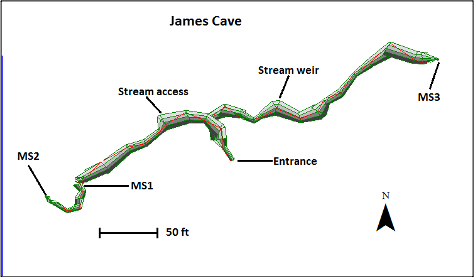 James Cave
Stream weir
Stream access
MS3
MS2
Entrance
MS1
N
50 ft